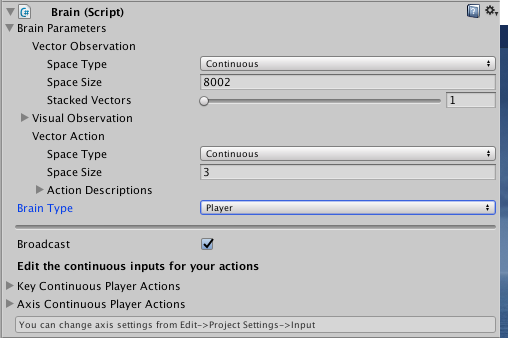 Brain (Script)
Brain Parameters
Vector Observation
Space Type Continuous
Space Size 8002
Stacked Vectors 1
Visual Observation
Vector Action
Space Type Continuous
Space Size 3
Action Descriptions
Brain Type Player
Broadcast
Edit the continuous inputs for your actions
Key Continuous Player Actions
Axis Continuous Player Actions
You can change axis settings from Edit->Project Settings->Input